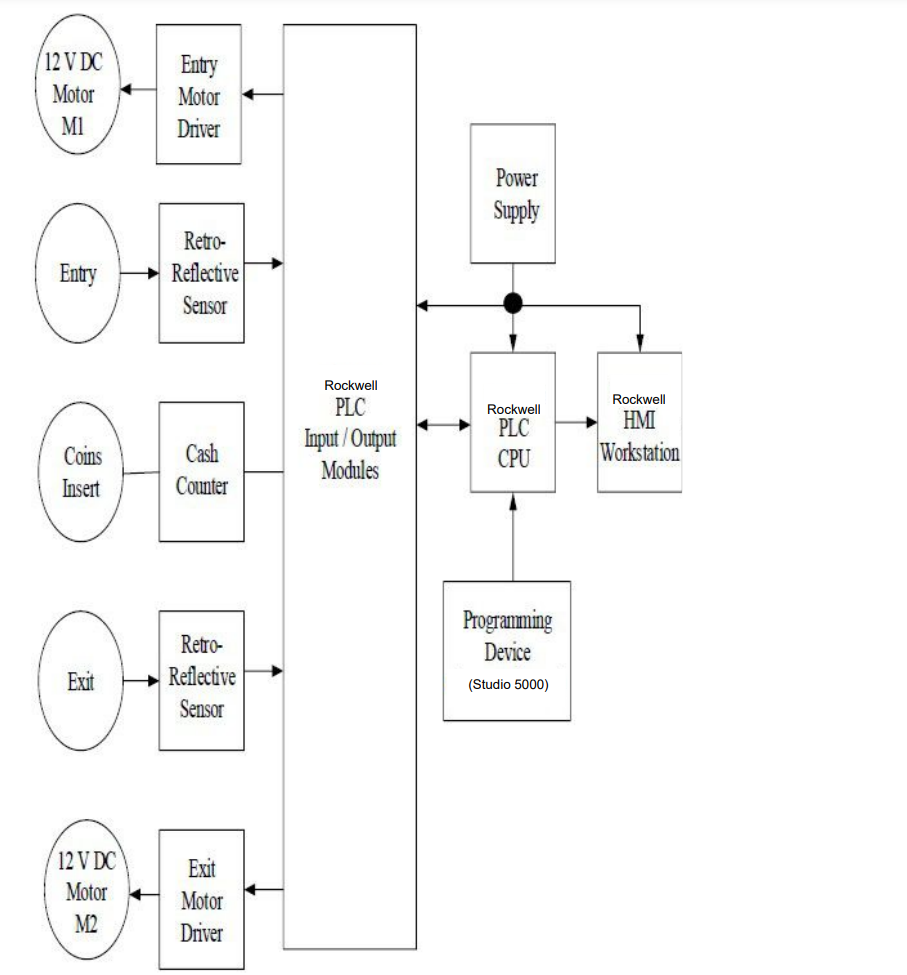 12 V DC
Motor
M1
Entry
Motor
Driver
Entry
Retro-
Reflective
Sensor
Coins
Insert
Cash
Counter
Exit
Retro-
Reflective
Sensor
12 V DC
Motor
M2
Exit
Motor
Driver
Rockwell
PLC
Input / Output
Modules
Power
Supply
Rockwell
PLC
CPU
Rockwell
HMI
Workstation
Programming
Device
(Studio 5000)